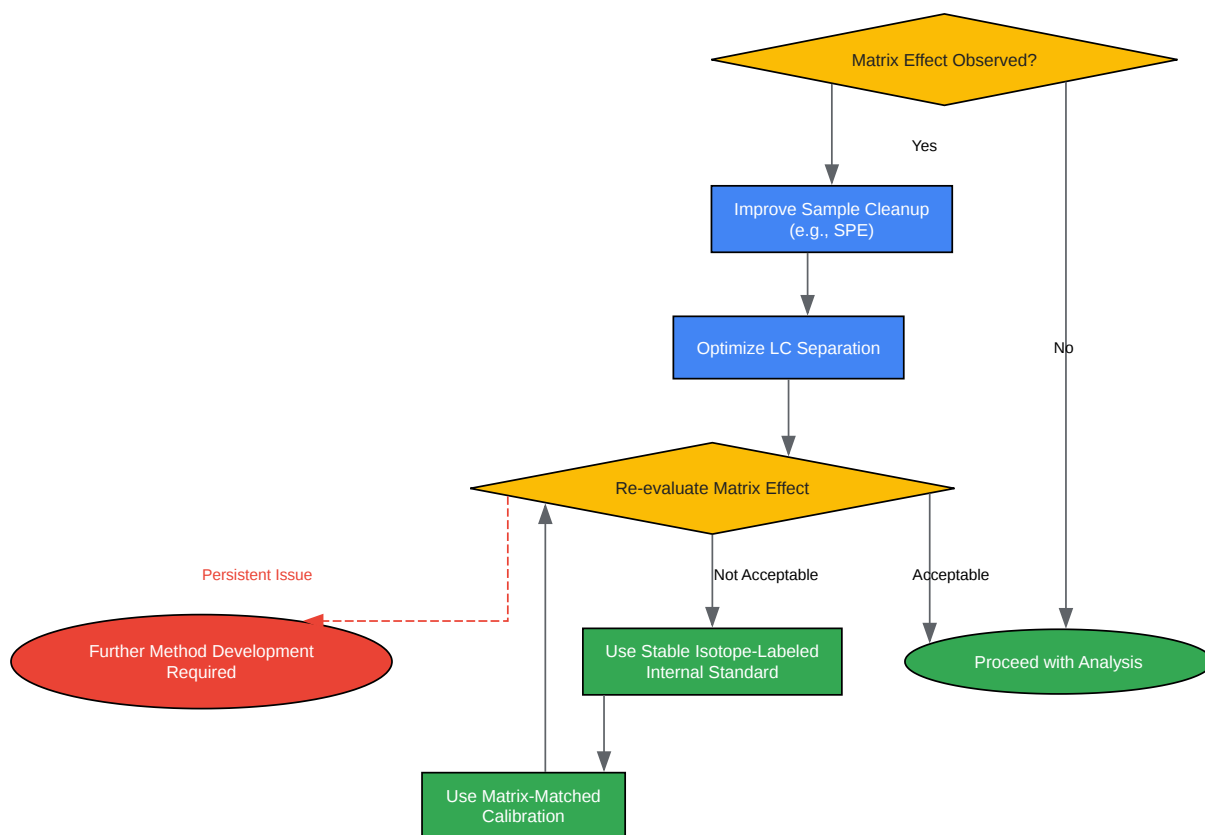 Matrix Effect Observed?
Yes
Improve Sample Cleanup
(e.g., SPE)
Optimize LC Separation
No
Re-evaluate Matrix Effect
Persistent Issue
Not Acceptable
Acceptable
Further Method Development
Required
Use Stable Isotope-Labeled
Internal Standard
Proceed with Analysis
Use Matrix-Matched
Calibration